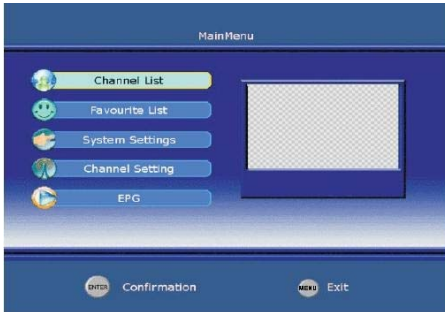 MainMenu
Channel List
Favourite List
System Settings
Channel Setting
EPG
ENTER Confirmation MENU Exit